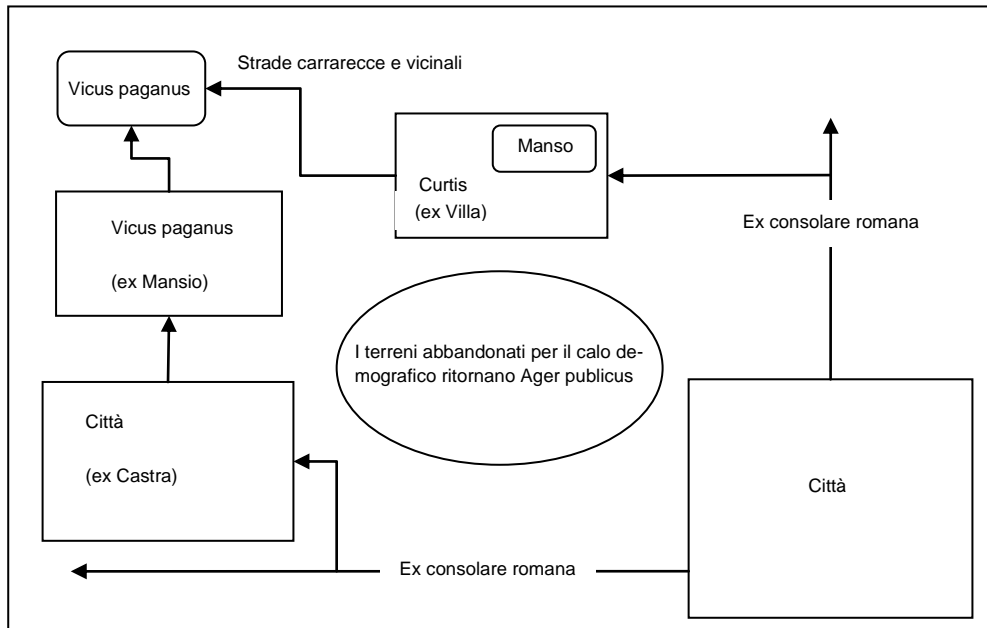 Strade carrarecce e vicinali
Vicus paganus
Manso
Curtis
(ex Villa)
Ex consolare romana
Vicus paganus
(ex Mansio)
I terreni abbandonati per il calo de-
mografico ritornano Ager publicus
Città
(ex Castra)
Città
Ex consolare romana